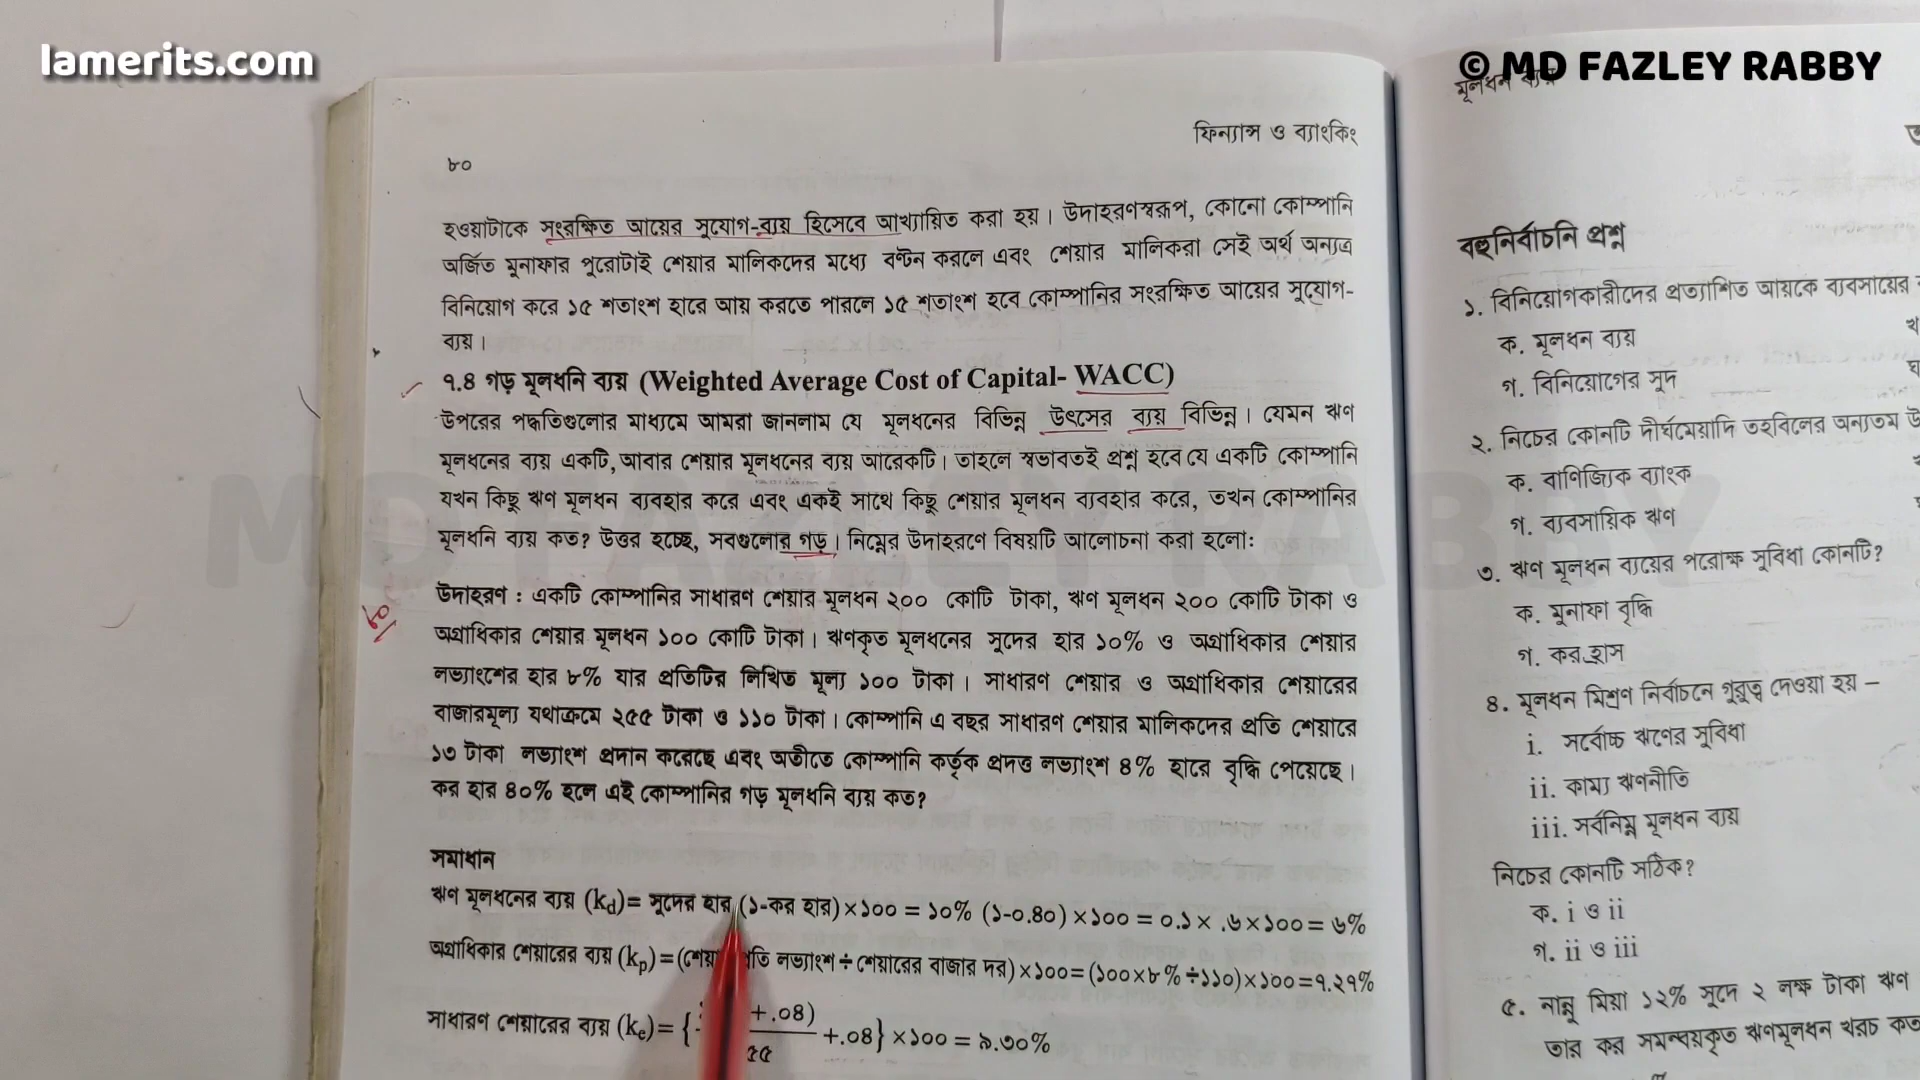 lamerits.com
© MD FAZLEY RABBY
ফিন্যান্স ও ব্যাংকিং
৮০
হওয়াটাকে সংরক্ষিত আয়ের সুযোগ-ব্যয় হিসেবে আখ্যায়িত করা হয়। উদাহরণস্বরূপ, কোনো কোম্পানি
অর্জিত মুনাফার পুরোটাই শেয়ার মালিকদের মধ্যে বণ্টন করলে এবং শেয়ার মালিকরা সেই অর্থ অন্যত্র
বিনিয়োগ করে ১৫ শতাংশ হারে আয় করতে পারলে ১৫ শতাংশ হবে কোম্পানির সংরক্ষিত আয়ের সুযোগ-
ব্যয়।
৭.৪ গড় মূলধনি ব্যয় (Weighted Average Cost of Capital- WACC)
উপরের পদ্ধতিগুলোর মাধ্যমে আমরা জানলাম যে মূলধনের বিভিন্ন উৎসের ব্যয় বিভিন্ন। যেমন ঋণ
মূলধনের ব্যয় একটি, আবার শেয়ার মূলধনের ব্যয় আরেকটি। তাহলে স্বভাবতই প্রশ্ন হবে যে একটি কোম্পানি
যখন কিছু ঋণ মূলধন ব্যবহার করে এবং একই সাথে কিছু শেয়ার মূলধন ব্যবহার করে, তখন কোম্পানির
মূলধনি ব্যয় কত? উত্তর হচ্ছে, সবগুলোর গড়। নিম্নের উদাহরণে বিষয়টি আলোচনা করা হলো:
উদাহরণ : একটি কোম্পানির সাধারণ শেয়ার মূলধন ২০০ কোটি টাকা, ঋণ মূলধন ২০০ কোটি টাকা ও
অগ্রাধিকার শেয়ার মূলধন ১০০ কোটি টাকা। ঋণকৃত মূলধনের সুদের হার ১০% ও অগ্রাধিকার শেয়ার
লভ্যাংশের হার ৮% যার প্রতিটির লিখিত মূল্য ১০০ টাকা। সাধারণ শেয়ার ও অগ্রাধিকার শেয়ারের
বাজারমূল্য যথাক্রমে ২৫৫ টাকা ও ১১০ টাকা। কোম্পানি এ বছর সাধারণ শেয়ার মালিকদের প্রতি শেয়ারে
১৩ টাকা লভ্যাংশ প্রদান করেছে এবং অতীতে কোম্পানি কর্তৃক প্রদত্ত লভ্যাংশ ৪% হারে বৃদ্ধি পেয়েছে।
কর হার ৪০% হলে এই কোম্পানির গড় মূলধনি ব্যয় কত?
সমাধান
ঋণ মূলধনের ব্যয় (kd)= সুদের হার (১-কর হার)×১০০ = ১০% (১-০.৪০) ×১০০ = ০.১× .৬×১০০ = ৬%
অগ্রাধিকার শেয়ারের ব্যয় (kp)=(শেয়ার লভ্যাংশ÷শেয়ারের বাজার দর)×১০০=(১০০×৮%÷১১০)×১০০=৭.২৭%
সাধারণ শেয়ারের ব্যয় (ke)= { +.০৪) ৫৫ +.০৪} ×১০০ = ৯.৩০%
মূলধন ব্যয়
বহুনির্বাচনি প্রশ্ন
১. বিনিয়োগকারীদের প্রত্যাশিত আয়কে ব্যবসায়ের
ক. মূলধন ব্যয়
গ. বিনিয়োগের সুদ
২. নিচের কোনটি দীর্ঘমেয়াদি তহবিলের অন্যতম
ক. বাণিজ্যিক ব্যাংক
গ. ব্যবসায়িক ঋণ
৩. ঋণ মূলধন ব্যয়ের পরোক্ষ সুবিধা কোনটি?
ক. মুনাফা বৃদ্ধি
গ. কর হ্রাস
৪. মূলধন মিশ্রণ নির্বাচনে গুরুত্ব দেওয়া হয় –
i. সর্বোচ্চ ঋণের সুবিধা
ii. কাম্য ঋণনীতি
iii. সর্বনিম্ন মূলধন ব্যয়
নিচের কোনটি সঠিক?
ক. i ও ii
গ. ii ও iii
৫. নান্নু মিয়া ১২% সুদে ২ লক্ষ টাকা ঋণ
তার কর সমন্বয়কৃত ঋণমূলধন খরচ কত
MD FAZLEY RABBY